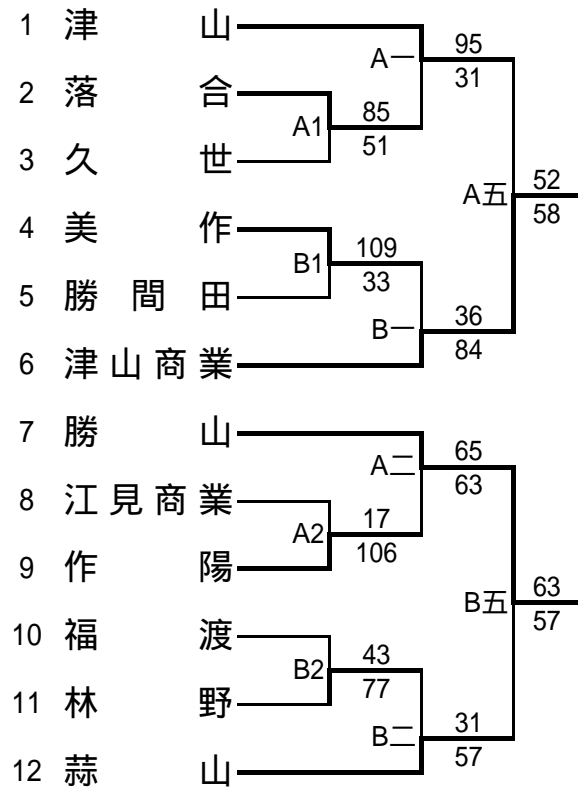 1 津山
A一 95
31
2 落合
A1 85
51
3 久世
A五 52
58
4 美作
B1 109
33
5 勝間田
B一 36
84
6 津山商業
7 勝山
A二 65
63
8 江見商業
A2 17
106
9 作陽
B五 63
57
10 福渡
B2 43
77
11 林野
B二 31
57
12 蒜山